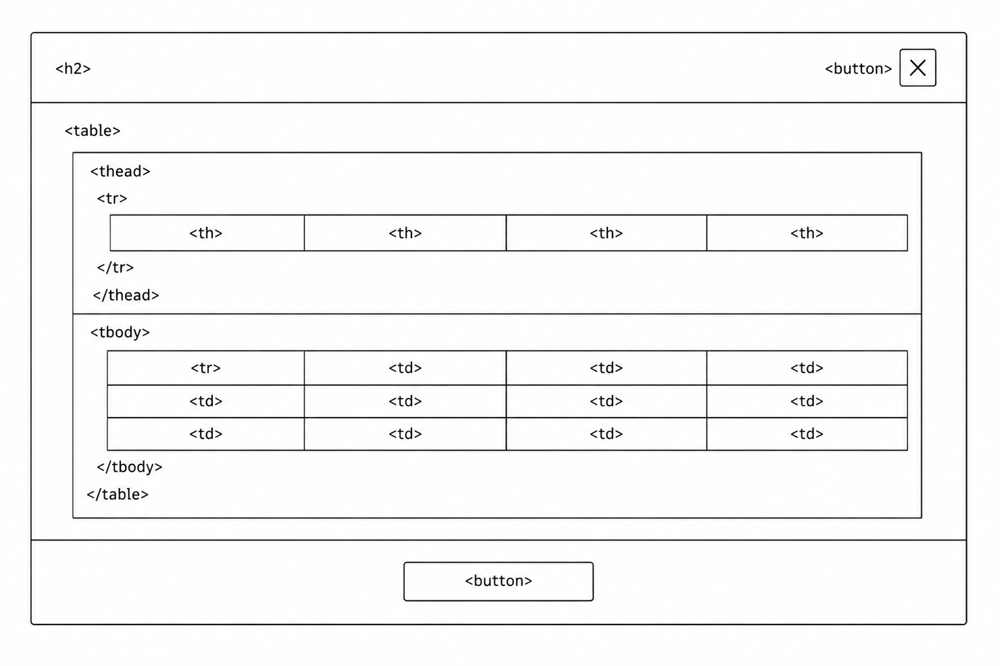 <h2> <button>
<table>
<thead>
<tr>
<th> <th> <th> <th>
</tr>
</thead>
<tbody>
<tr> <td> <td> <td>
<td> <td> <td> <td>
<td> <td> <td> <td>
</tbody>
</table>
<button>